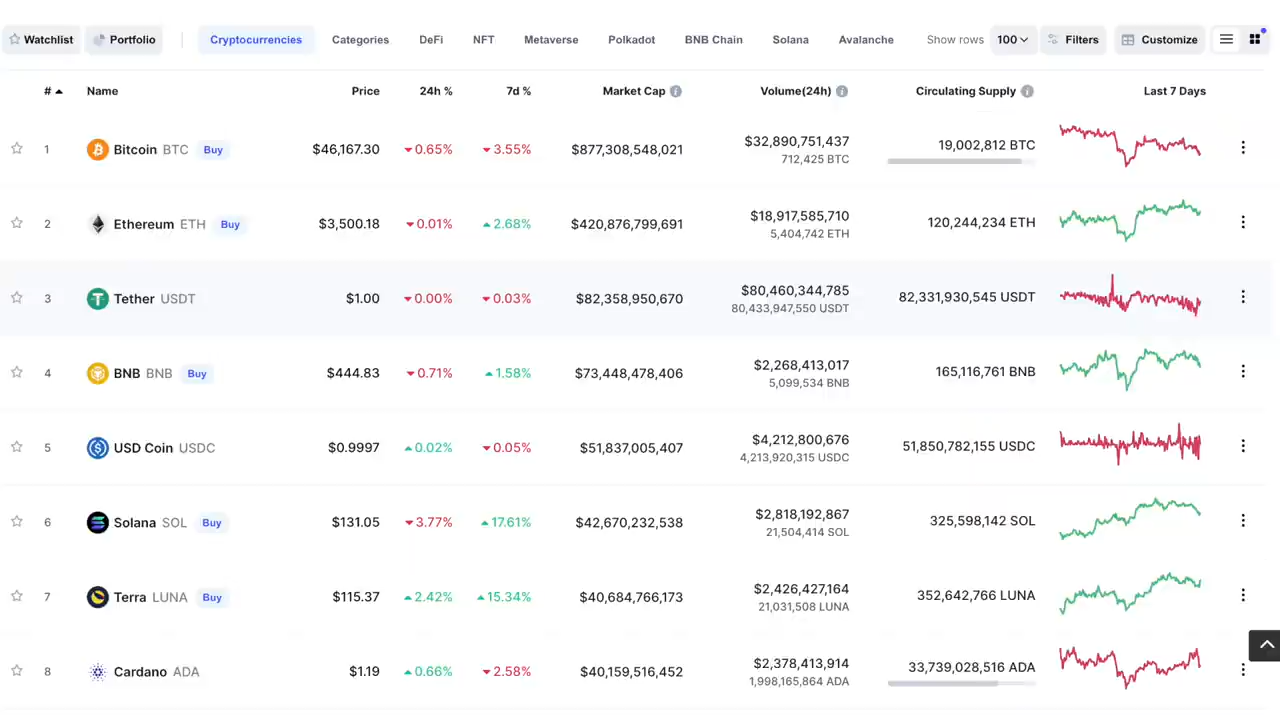 Watchlist Portfolio Cryptocurrencies Categories DeFi NFT Metaverse Polkadot BNB Chain Solana Avalanche Show rows 100 Filters Customize
# Name Price 24h % 7d % Market Cap Volume(24h) Circulating Supply Last 7 Days
1 Bitcoin BTC Buy $46,167.30 0.65% 3.55% $877,308,548,021 $32,890,751,437 19,002,812 BTC
712,425 BTC
2 Ethereum ETH Buy $3,500.18 0.01% 2.68% $420,876,799,691 $18,917,585,710 120,244,234 ETH
5,404,742 ETH
3 Tether USDT $1.00 0.00% 0.03% $82,358,950,670 $80,460,344,785 82,331,930,545 USDT
80,433,947,550 USDT
4 BNB BNB Buy $444.83 0.71% 1.58% $73,448,478,406 $2,268,413,017 165,116,761 BNB
5,099,534 BNB
5 USD Coin USDC $0.9997 0.02% 0.05% $51,837,005,407 $4,212,800,676 51,850,782,155 USDC
4,213,920,315 USDC
6 Solana SOL Buy $131.05 3.77% 17.61% $42,670,232,538 $2,818,192,867 325,598,142 SOL
21,504,414 SOL
7 Terra LUNA Buy $115.37 2.42% 15.34% $40,684,766,173 $2,426,427,164 352,642,766 LUNA
21,031,508 LUNA
8 Cardano ADA $1.19 0.66% 2.58% $40,159,516,452 $2,378,413,914 33,739,028,516 ADA
1,998,165,864 ADA